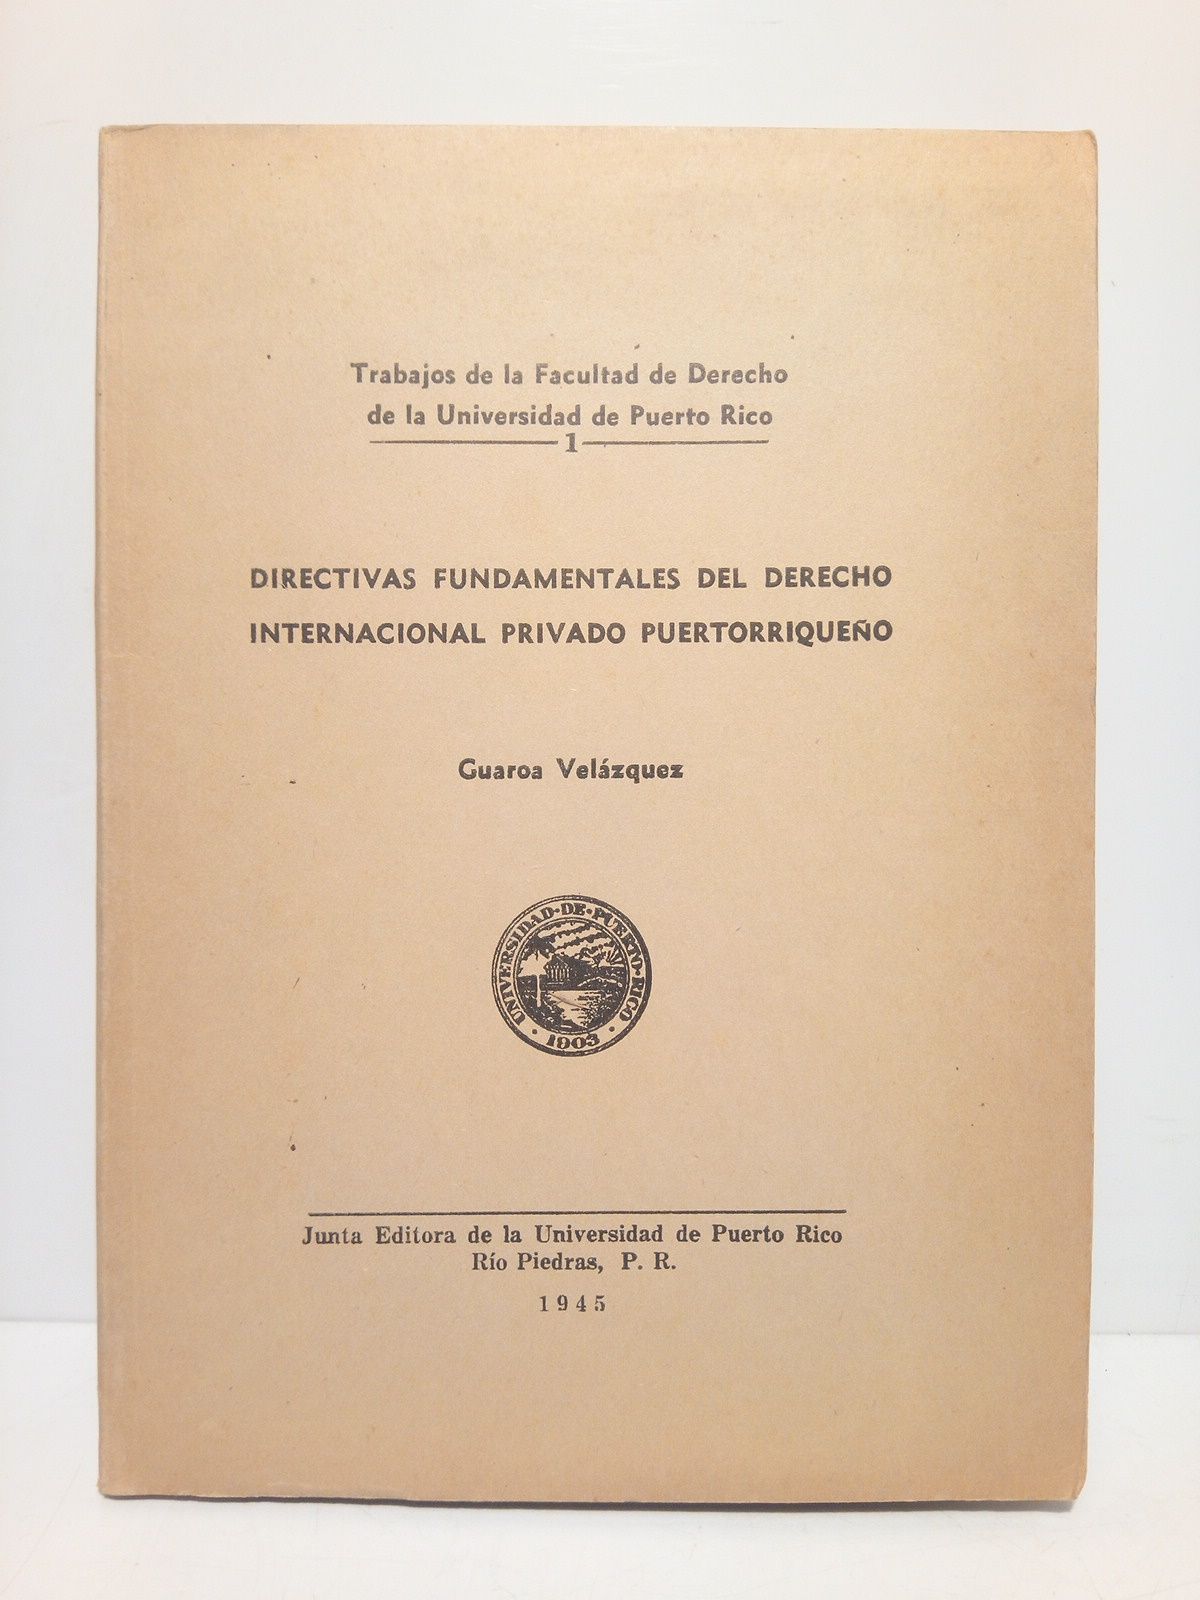 Trabajos de la Facultad de Derecho
de la Universidad de Puerto Rico
1
DIRECTIVAS FUNDAMENTALES DEL DERECHO
INTERNACIONAL PRIVADO PUERTORRIQUEÑO
Guaroa Velázquez
UNIVERSIDAD·DE·PUERTO·RICO
· 1903 ·
Junta Editora de la Universidad de Puerto Rico
Río Piedras, P. R.
1945